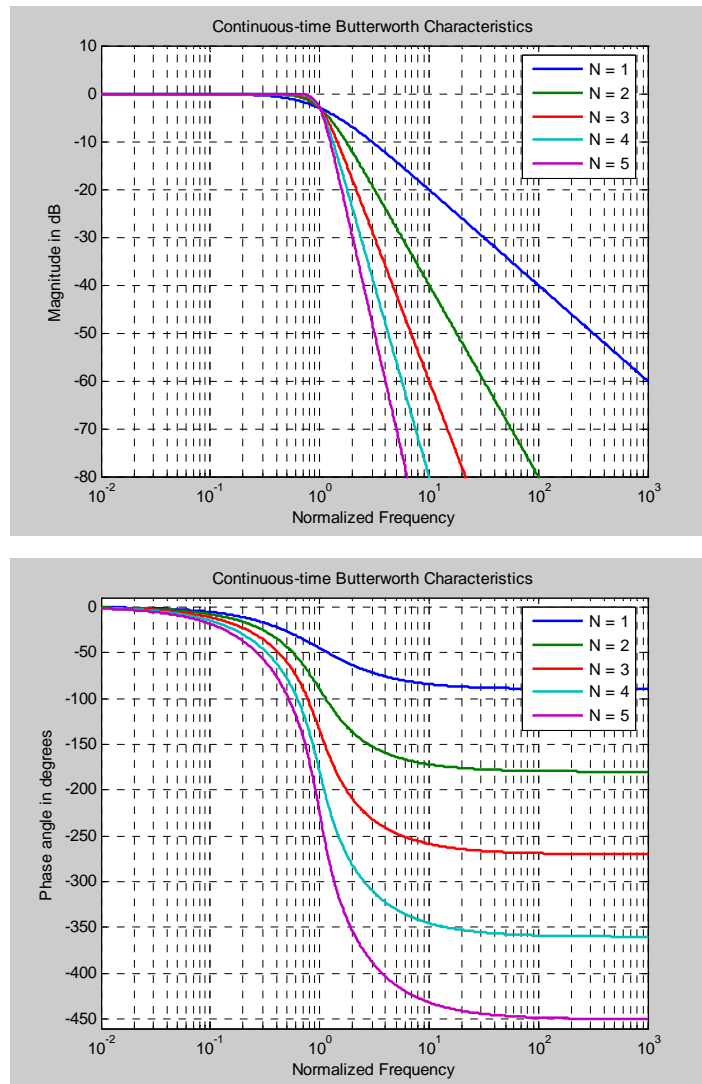 Continuous-time Butterworth Characteristics
10
0
-10
-20
-30
-40
-50
-60
-70
-80
Magnitude in dB
N = 1
N = 2
N = 3
N = 4
N = 5
10^-2 10^-1 10^0 10^1 10^2 10^3
Normalized Frequency
Continuous-time Butterworth Characteristics
0
-50
-100
-150
-200
-250
-300
-350
-400
-450
Phase angle in degrees
N = 1
N = 2
N = 3
N = 4
N = 5
10^-2 10^-1 10^0 10^1 10^2 10^3
Normalized Frequency